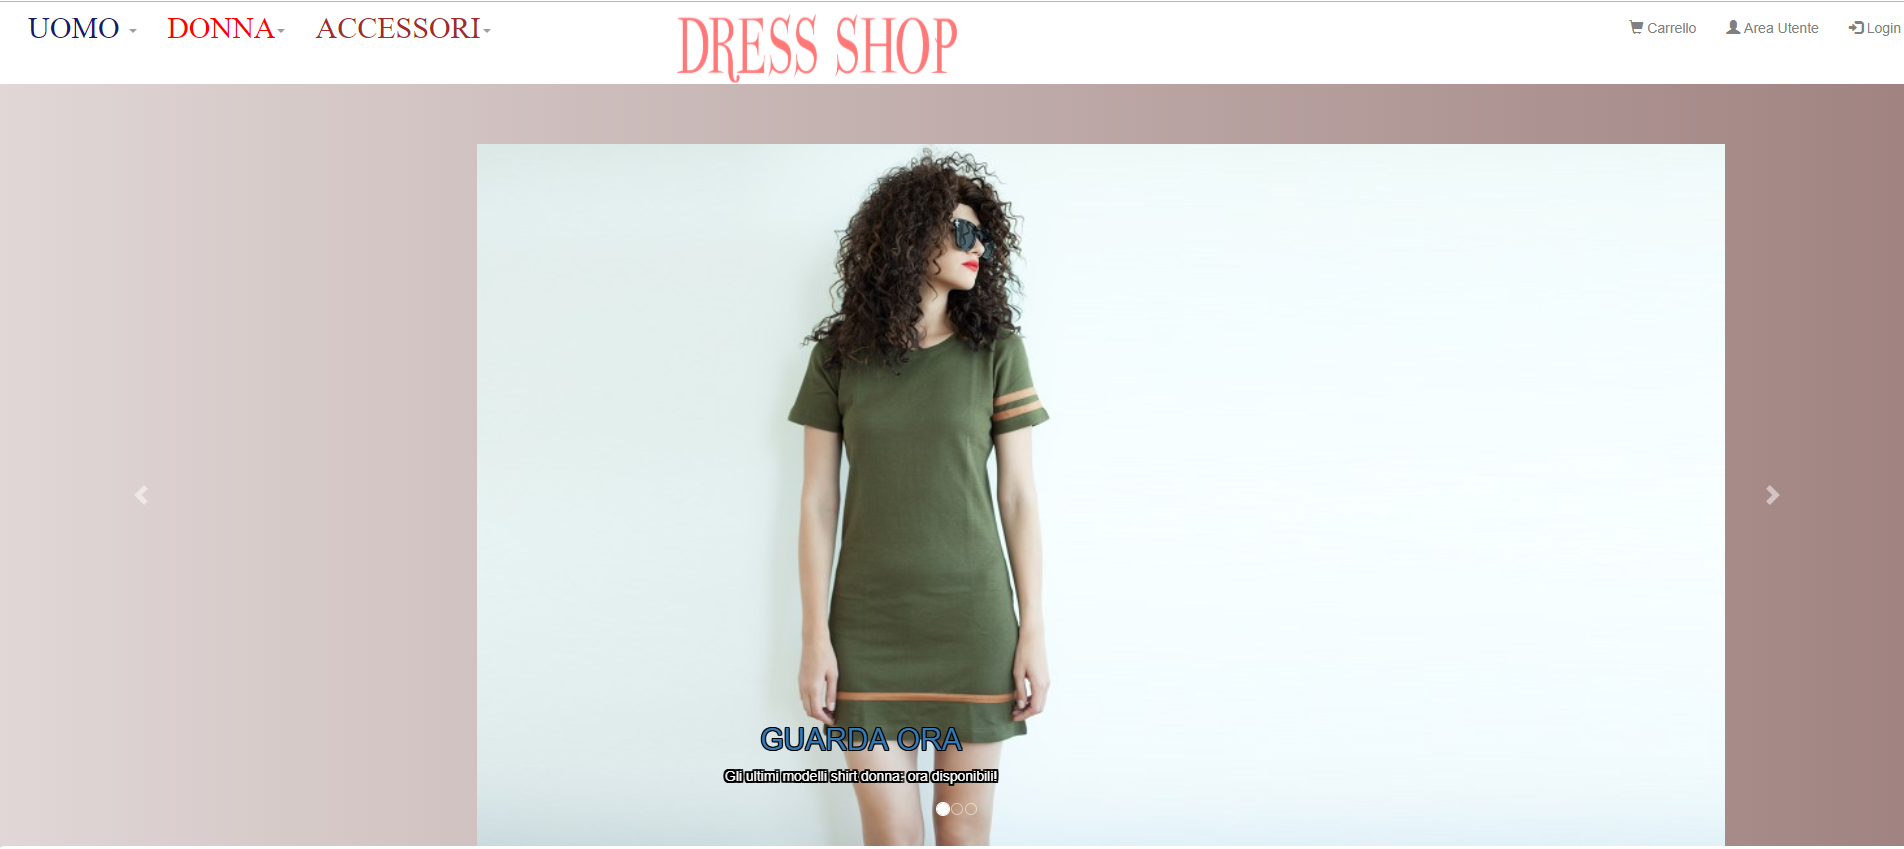 UOMO DONNA ACCESSORI DRESS SHOP Carrello Area Utente Login
GUARDA ORA
Gli ultimi modelli shirt donna: ora disponibili!